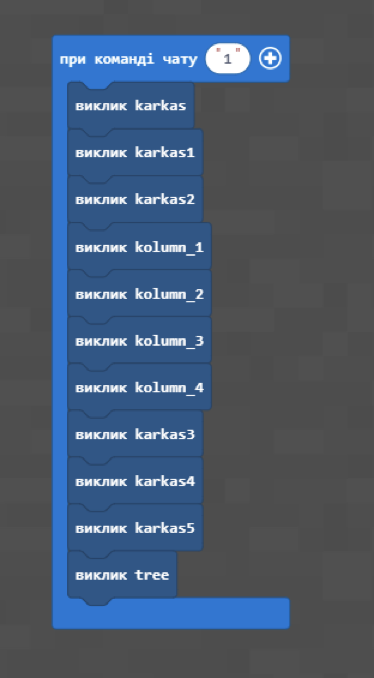 при команді чату "1"
виклик karkas
виклик karkas1
виклик karkas2
виклик kolumn_1
виклик kolumn_2
виклик kolumn_3
виклик kolumn_4
виклик karkas3
виклик karkas4
виклик karkas5
виклик tree